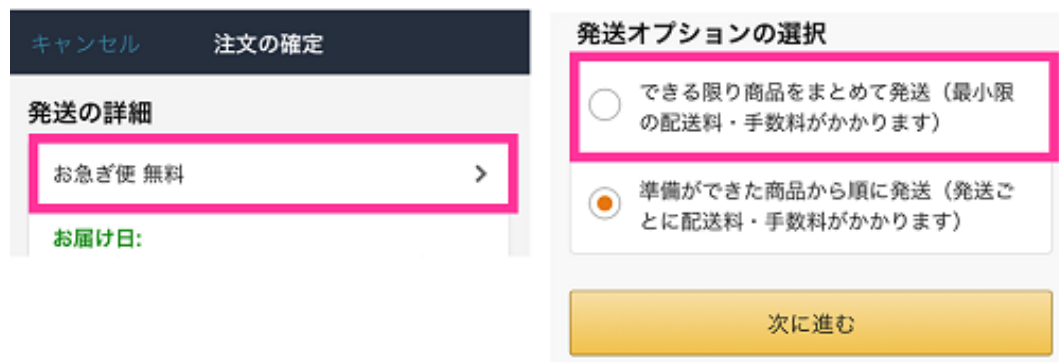 キャンセル
注文の確定
発送の詳細
お急ぎ便 無料
お届け日:
発送オプションの選択
できる限り商品をまとめて発送（最小限
の配送料・手数料がかかります）
準備ができた商品から順に発送（発送ご
とに配送料・手数料がかかります）
次に進む